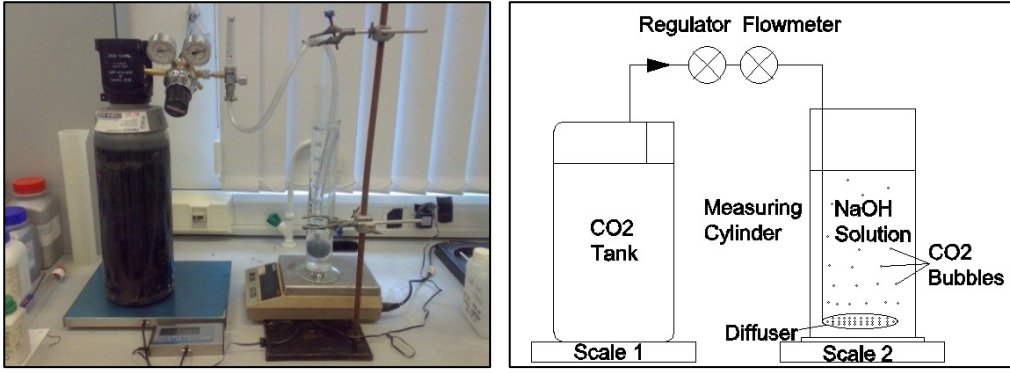 Regulator Flowmeter
CO2
Tank
Measuring
Cylinder
NaOH
Solution
CO2
Bubbles
Diffuser
Scale 1
Scale 2